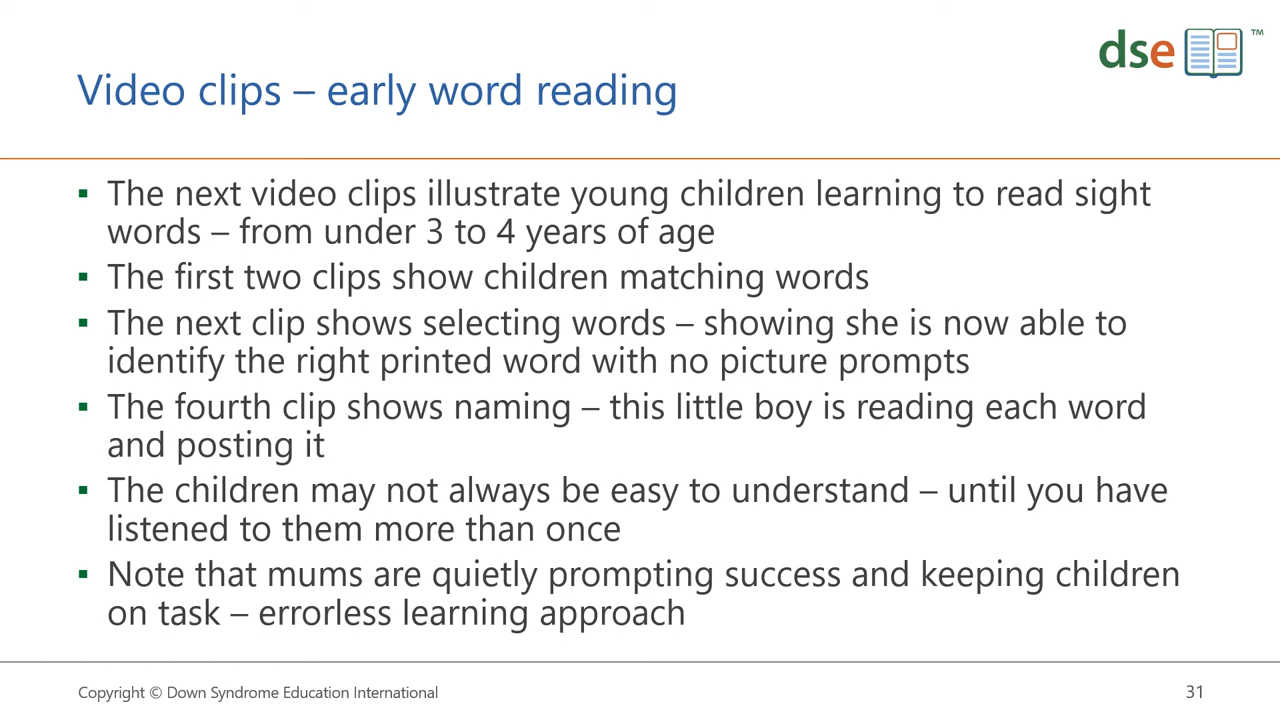 dse ™
Video clips – early word reading
▪ The next video clips illustrate young children learning to read sight
words – from under 3 to 4 years of age
▪ The first two clips show children matching words
▪ The next clip shows selecting words – showing she is now able to
identify the right printed word with no picture prompts
▪ The fourth clip shows naming – this little boy is reading each word
and posting it
▪ The children may not always be easy to understand – until you have
listened to them more than once
▪ Note that mums are quietly prompting success and keeping children
on task – errorless learning approach
Copyright © Down Syndrome Education International
31